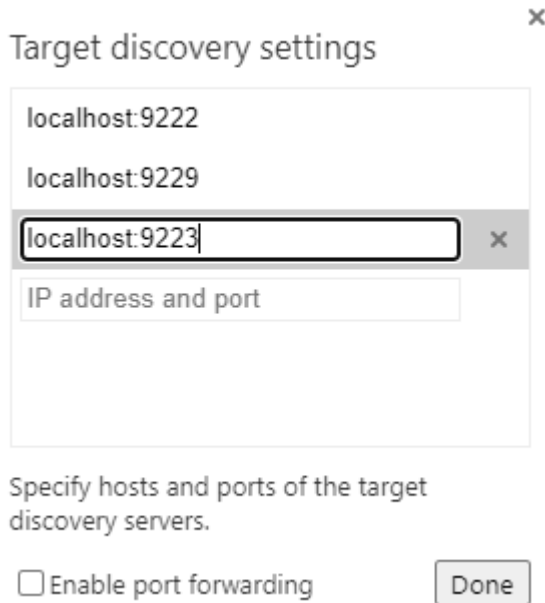 Target discovery settings
localhost:9222
localhost:9229
localhost:9223
IP address and port
Specify hosts and ports of the target
discovery servers.
Enable port forwarding
Done